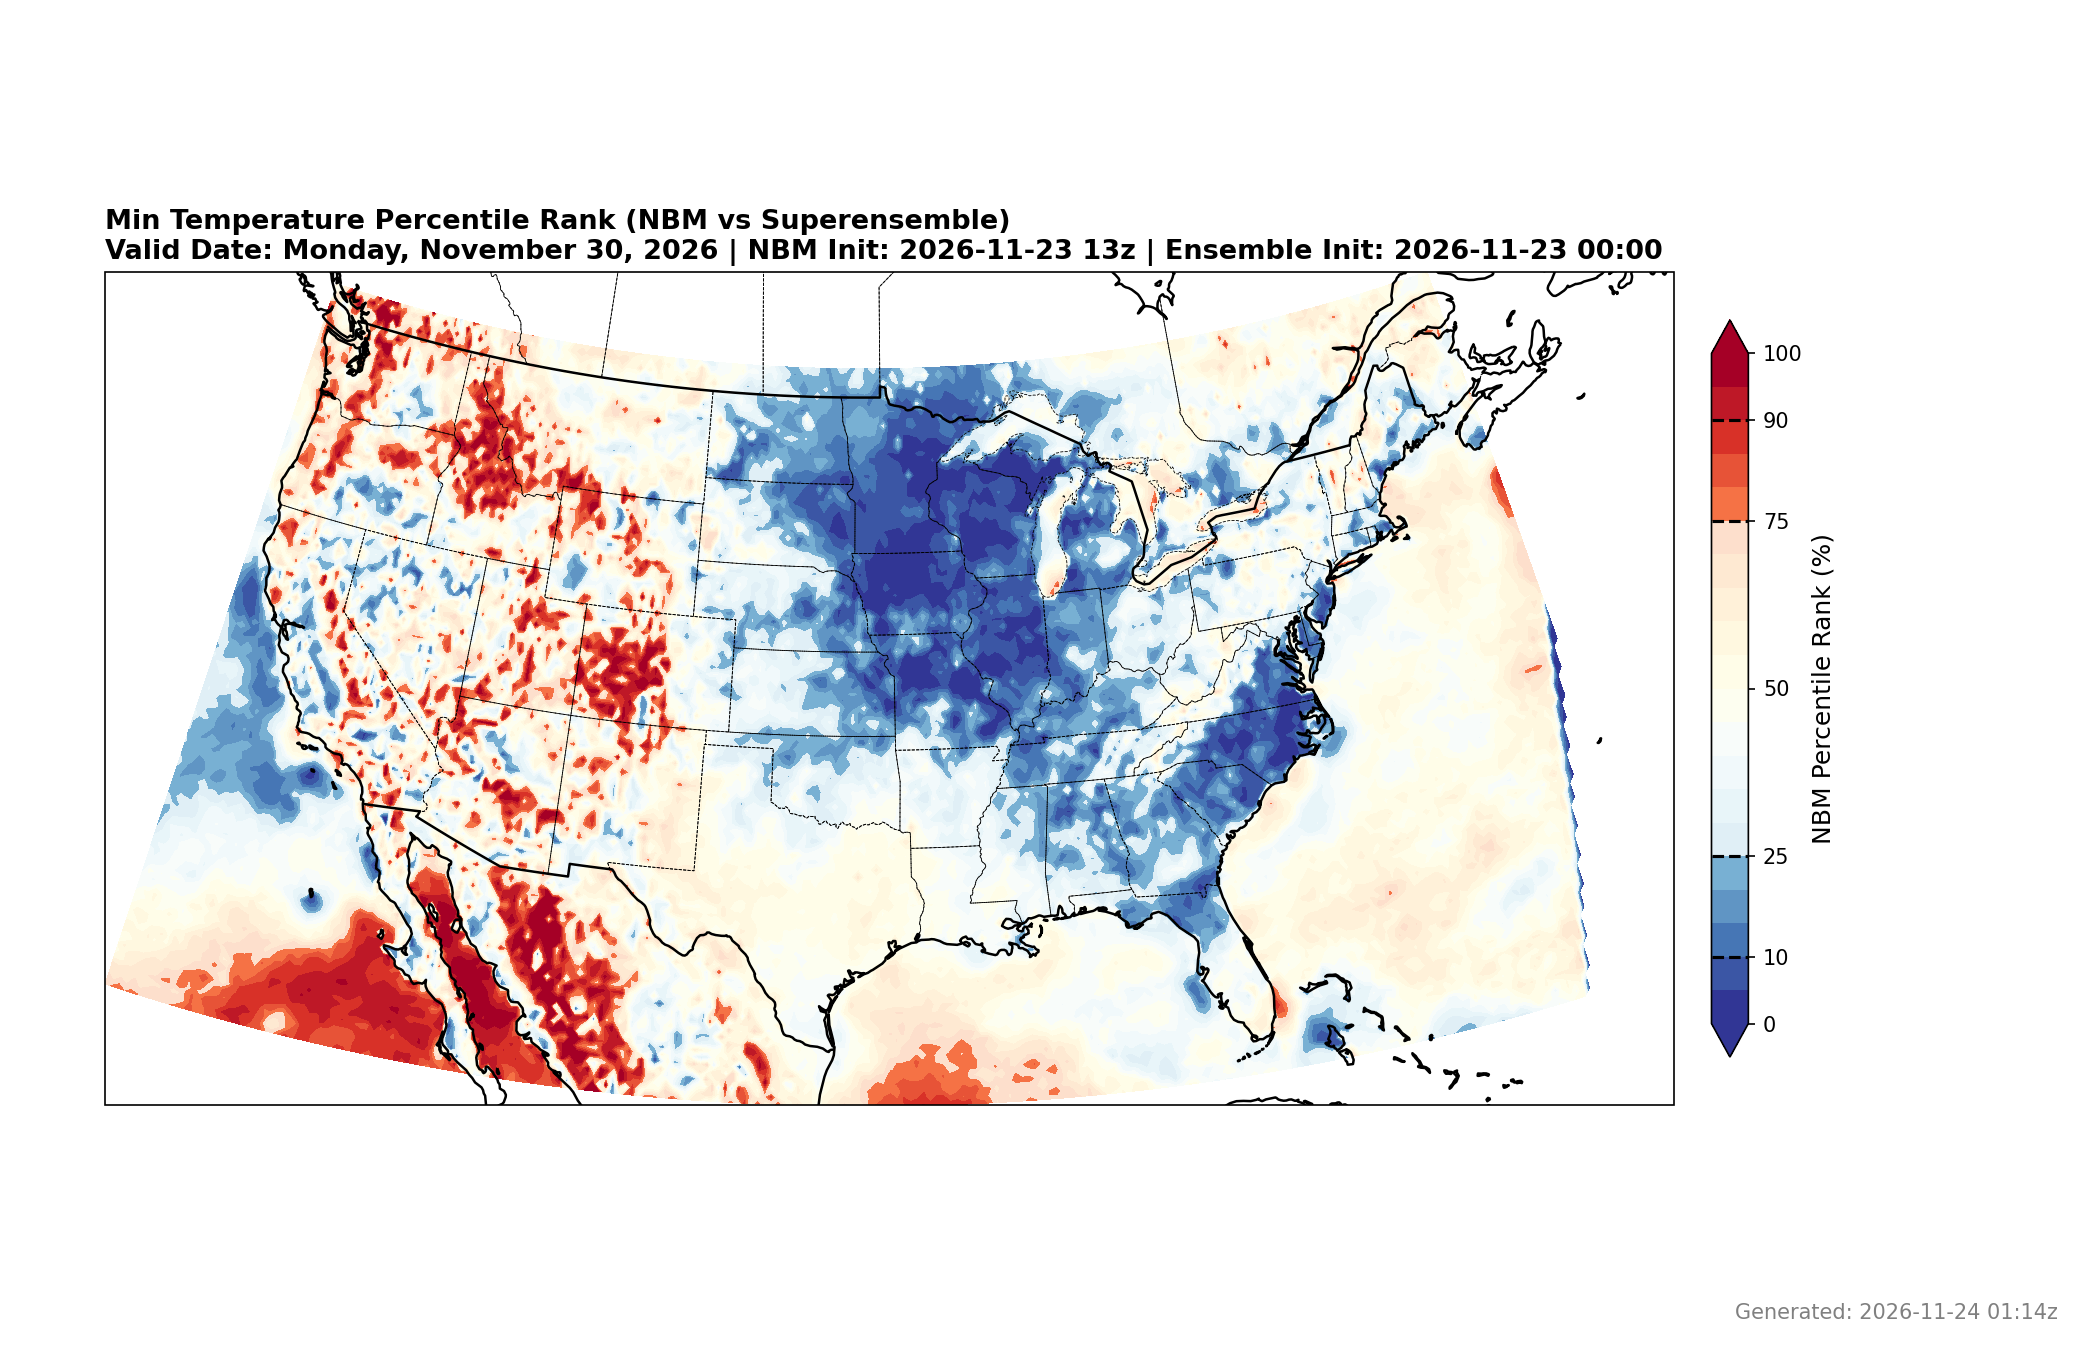 Min Temperature Percentile Rank (NBM vs Superensemble)
Valid Date: Monday, November 30, 2026 | NBM Init: 2026-11-23 13z | Ensemble Init: 2026-11-23 00:00
100
90
75
50
25
10
0
NBM Percentile Rank (%)
Generated: 2026-11-24 01:14z